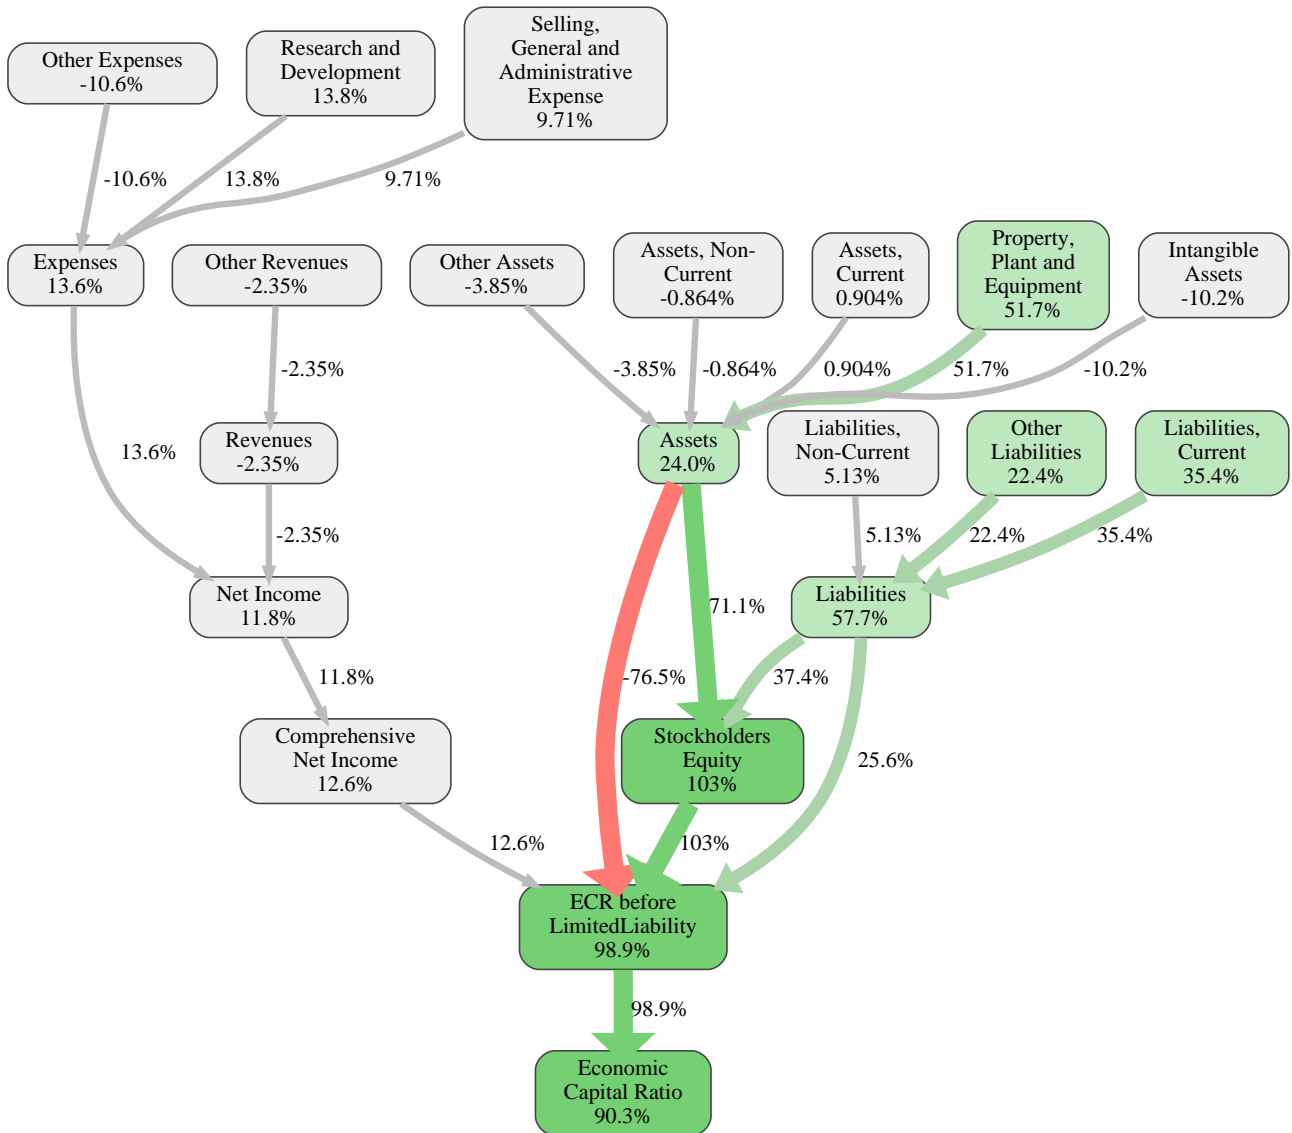 Other Expenses
-10.6%
Research and
Development
13.8%
Selling,
General and
Administrative
Expense
9.71%
-10.6%
13.8%
9.71%
Expenses
13.6%
Other Revenues
-2.35%
Other Assets
-3.85%
Assets, Non-
Current
-0.864%
Assets,
Current
0.904%
Property,
Plant and
Equipment
51.7%
Intangible
Assets
-10.2%
-2.35%
-3.85%
-0.864%
0.904%
51.7%
-10.2%
13.6%
Revenues
-2.35%
Assets
24.0%
Liabilities,
Non-Current
5.13%
Other
Liabilities
22.4%
Liabilities,
Current
35.4%
-2.35%
5.13%
22.4%
35.4%
Net Income
11.8%
71.1%
Liabilities
57.7%
11.8%
-76.5%
37.4%
Comprehensive
Net Income
12.6%
Stockholders
Equity
103%
25.6%
12.6%
103%
ECR before
LimitedLiability
98.9%
98.9%
Economic
Capital Ratio
90.3%